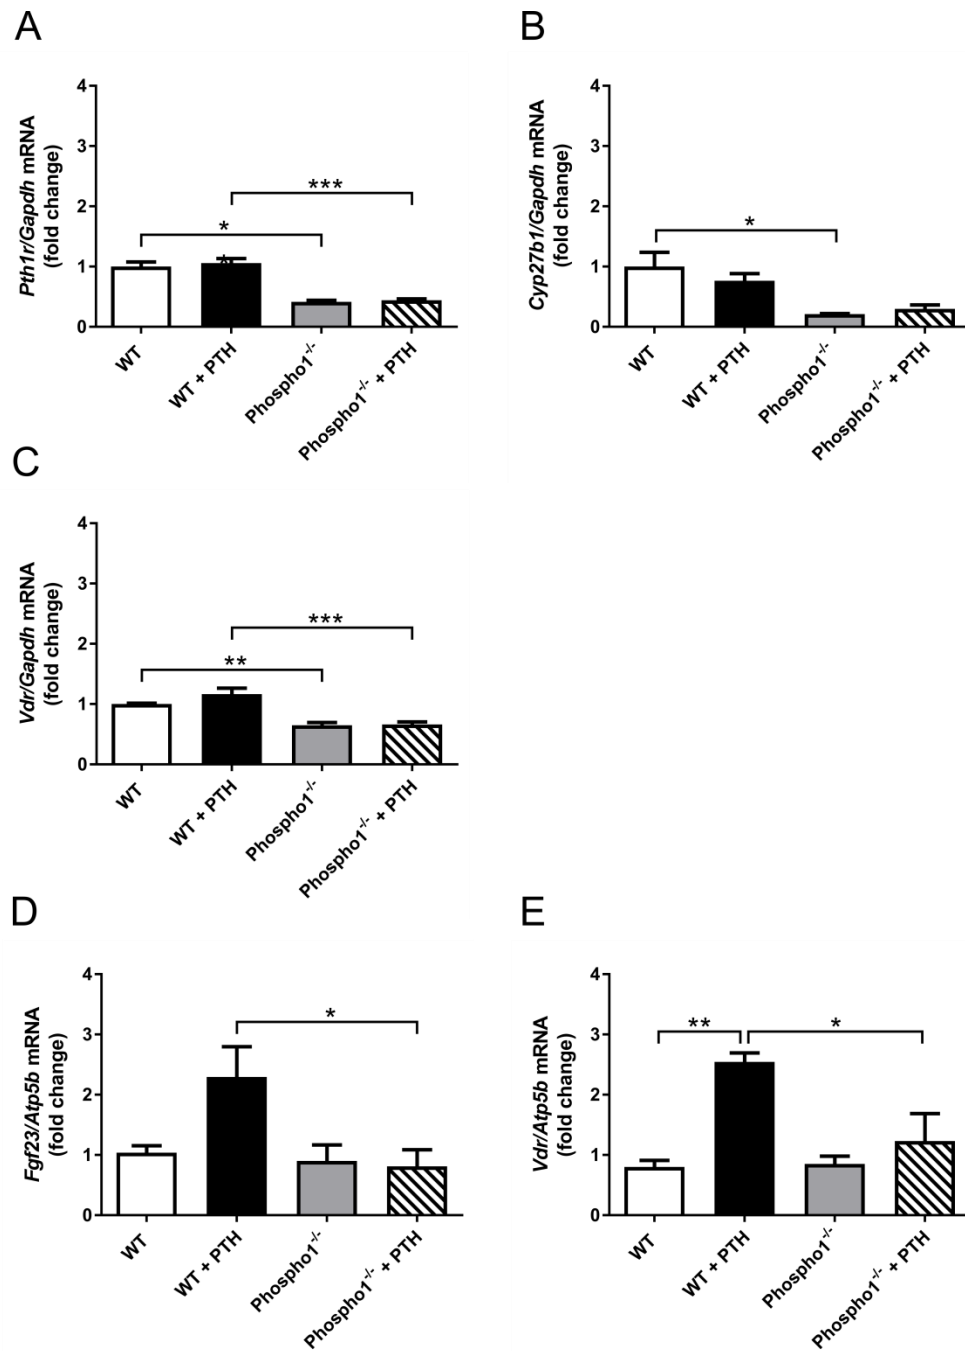 A
Pth1r/Gapdh mRNA
(fold change)
4
3
2
1
0
***
*
WT
WT + PTH
Phospho1-/-
Phospho1-/- + PTH
B
Cyp27b1/Gapdh mRNA
(fold change)
4
3
2
1
0
*
WT
WT + PTH
Phospho1-/-
Phospho1-/- + PTH
C
Vdr/Gapdh mRNA
(fold change)
4
3
2
1
0
***
**
WT
WT + PTH
Phospho1-/-
Phospho1-/- + PTH
D
Fgf23/Atp5b mRNA
(fold change)
4
3
2
1
0
*
WT
WT + PTH
Phospho1-/-
Phospho1-/- + PTH
E
Vdr/Atp5b mRNA
(fold change)
4
3
2
1
0
**
*
WT
WT + PTH
Phospho1-/-
Phospho1-/- + PTH